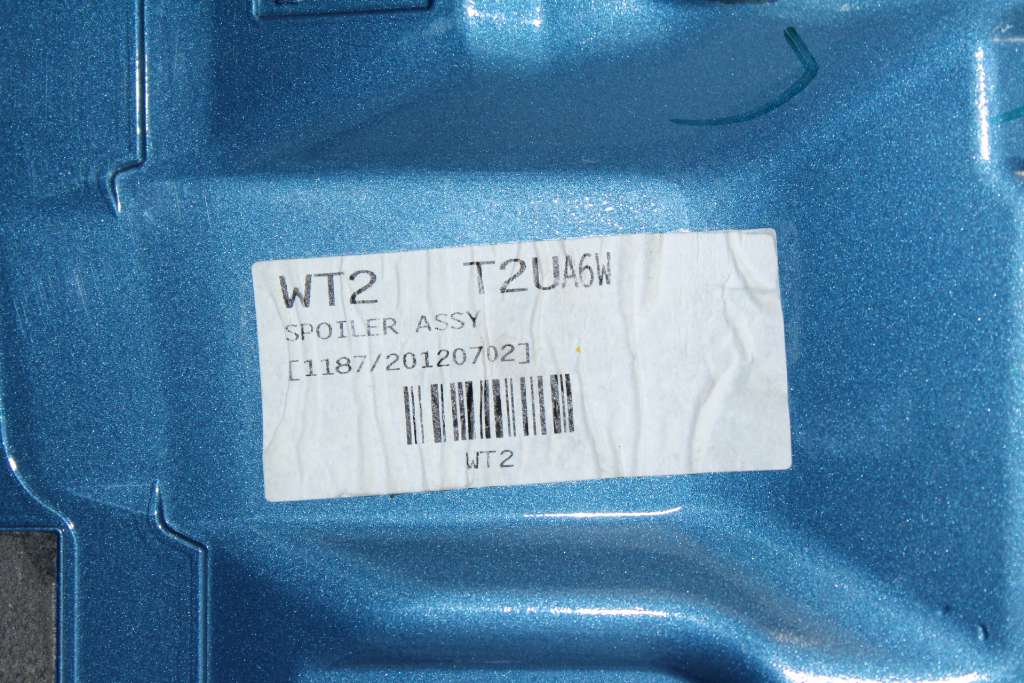 WT2 T2UA6W
SPOILER ASSY
[1187/20120702]
WT2